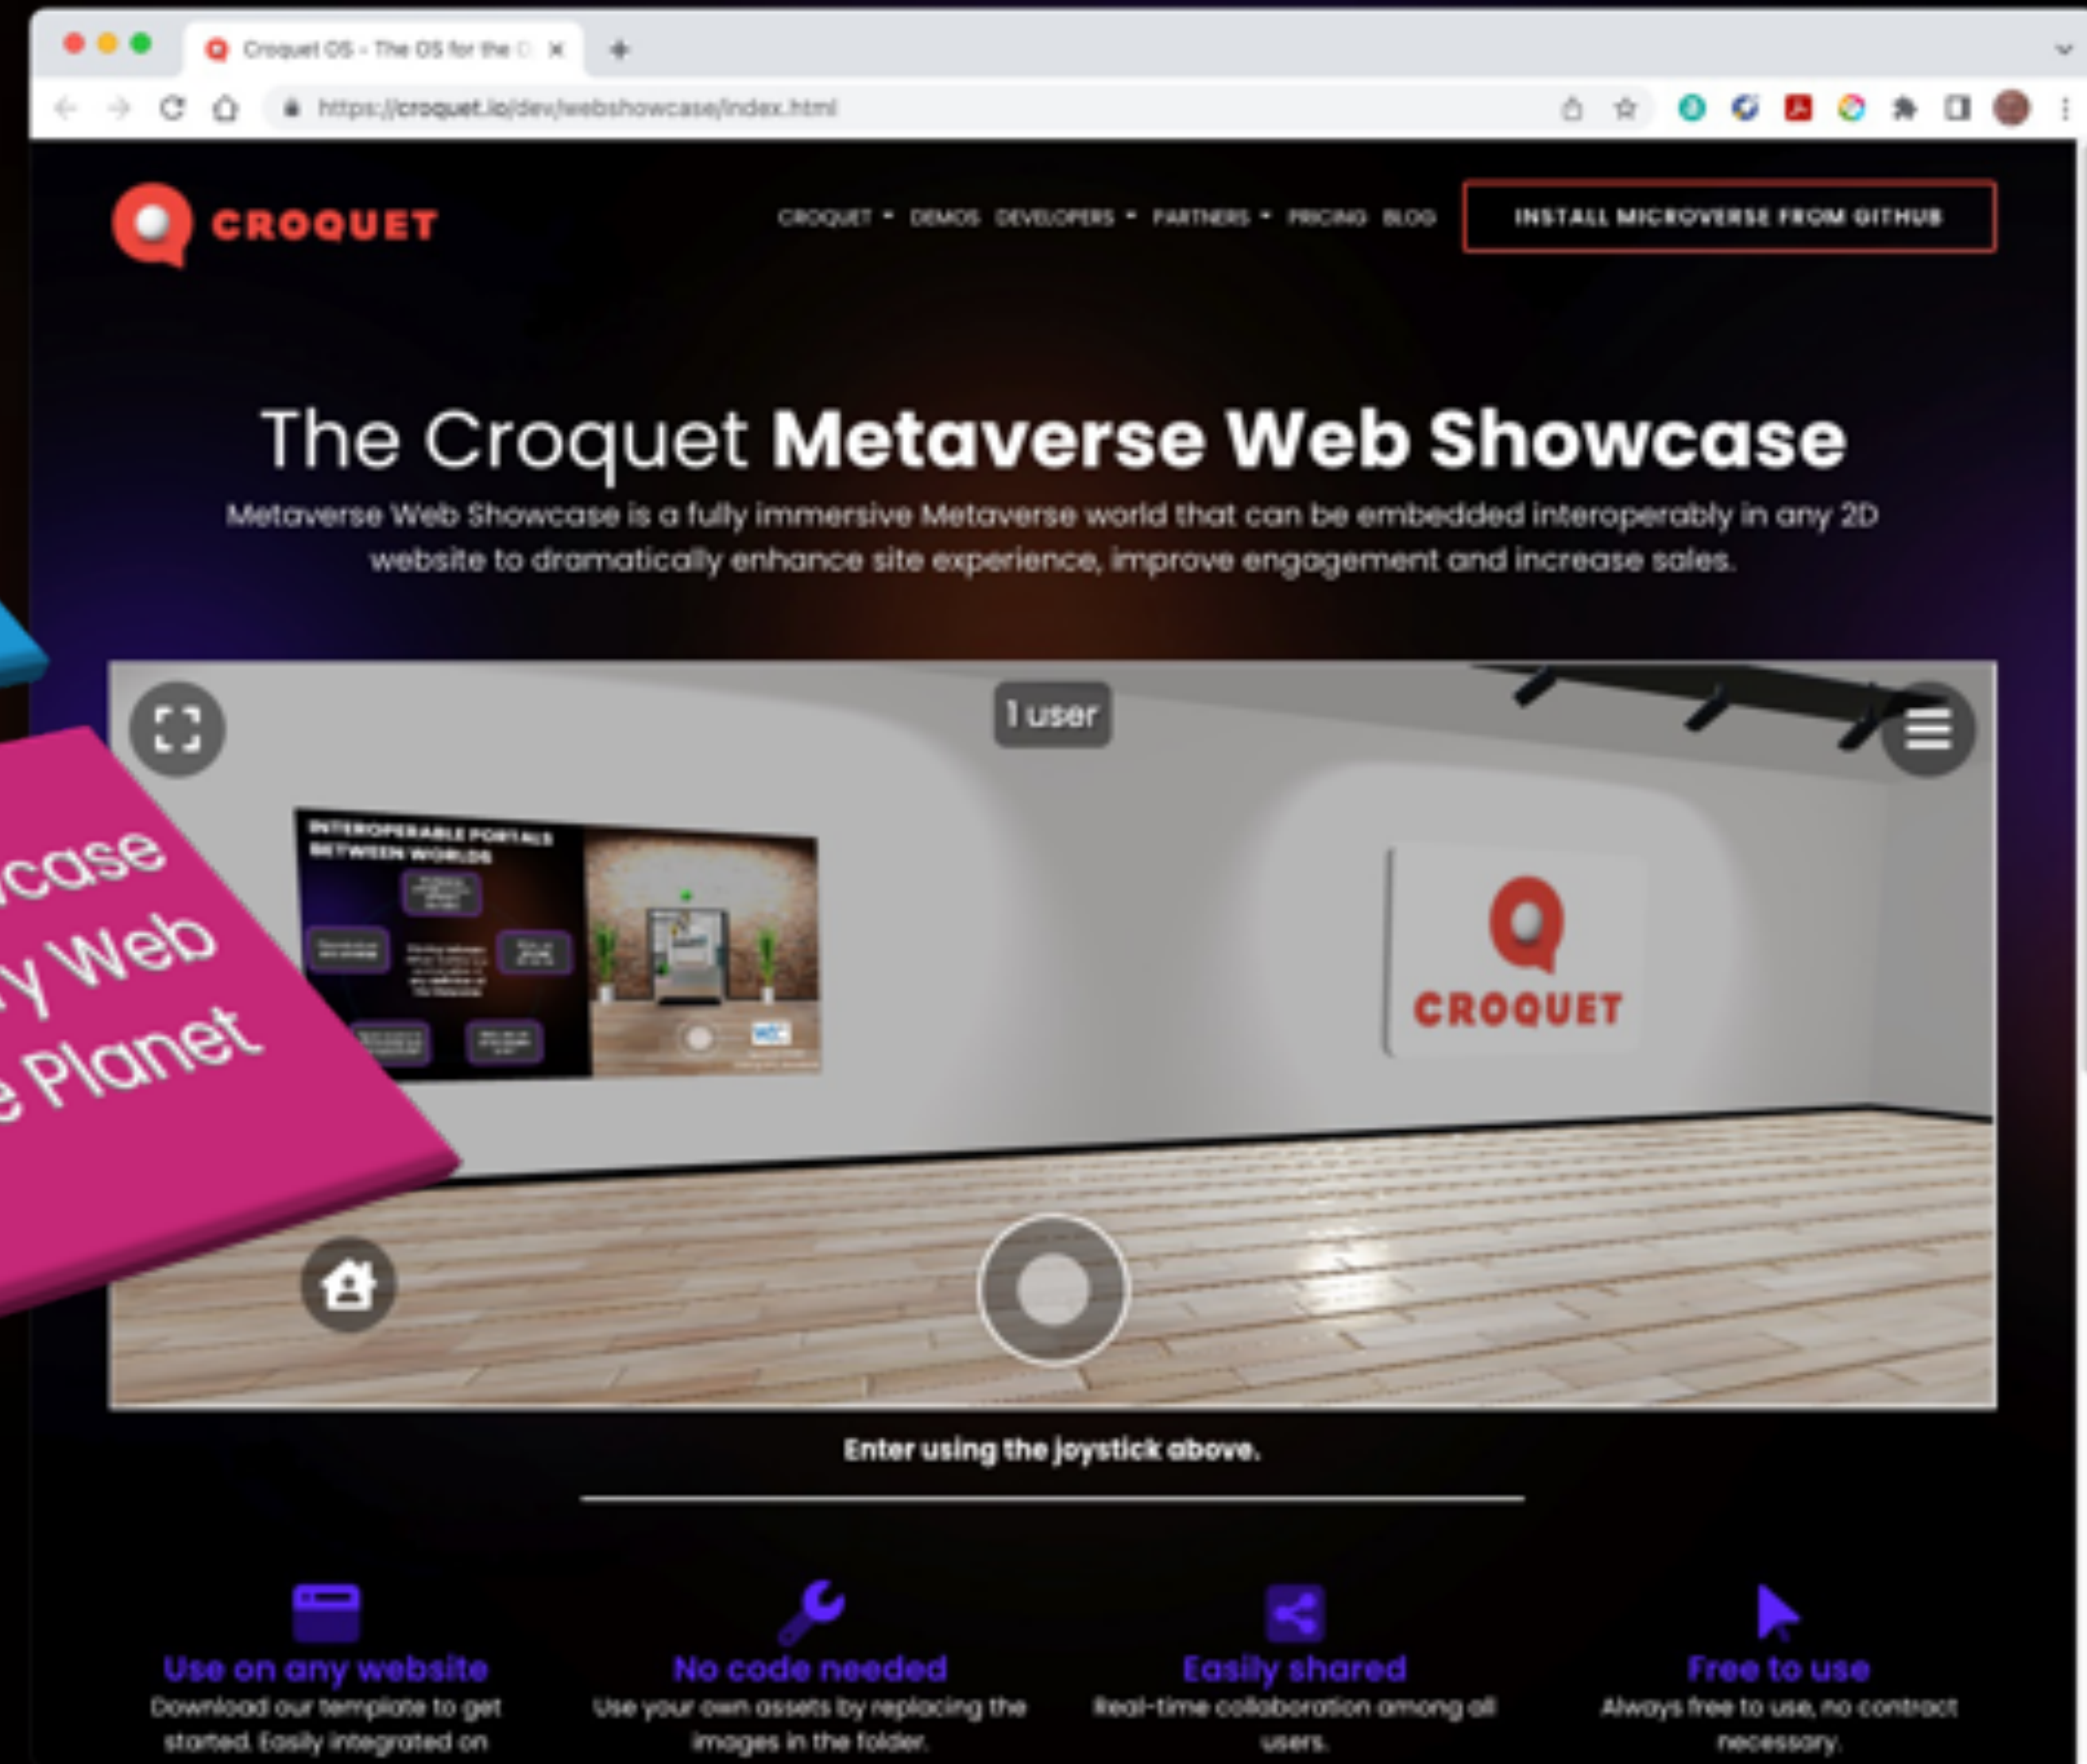 Croquet OS - The OS for the
https://croquet.io/dev/webshowcase/index.html
CROQUET
CROQUET DEMOS DEVELOPERS PARTNERS PRICING BLOG
INSTALL MICROVERSE FROM GITHUB
The Croquet Metaverse Web Showcase
Metaverse Web Showcase is a fully immersive Metaverse world that can be embedded interoperably in any 2D
website to dramatically enhance site experience, improve engagement and increase sales.
1 user
INTEROPERABLE PORTALS
BETWEEN WORLDS
CROQUET
wcase
ry Web
e Planet
Enter using the joystick above.
Use on any website
Download our template to get
started. Easily integrated on
No code needed
Use your own assets by replacing the
images in the folder.
Easily shared
Real-time collaboration among all
users.
Free to use
Always free to use, no contract
necessary.